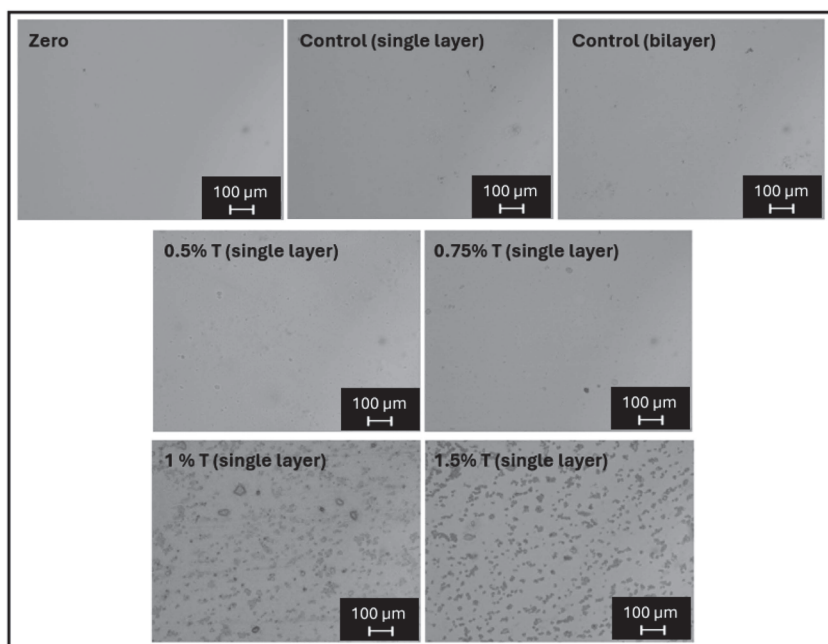 Zero
Control (single layer)
Control (bilayer)
100 µm
100 µm
100 µm
0.5% T (single layer)
0.75% T (single layer)
100 µm
100 µm
1 % T (single layer)
1.5% T (single layer)
100 µm
100 µm